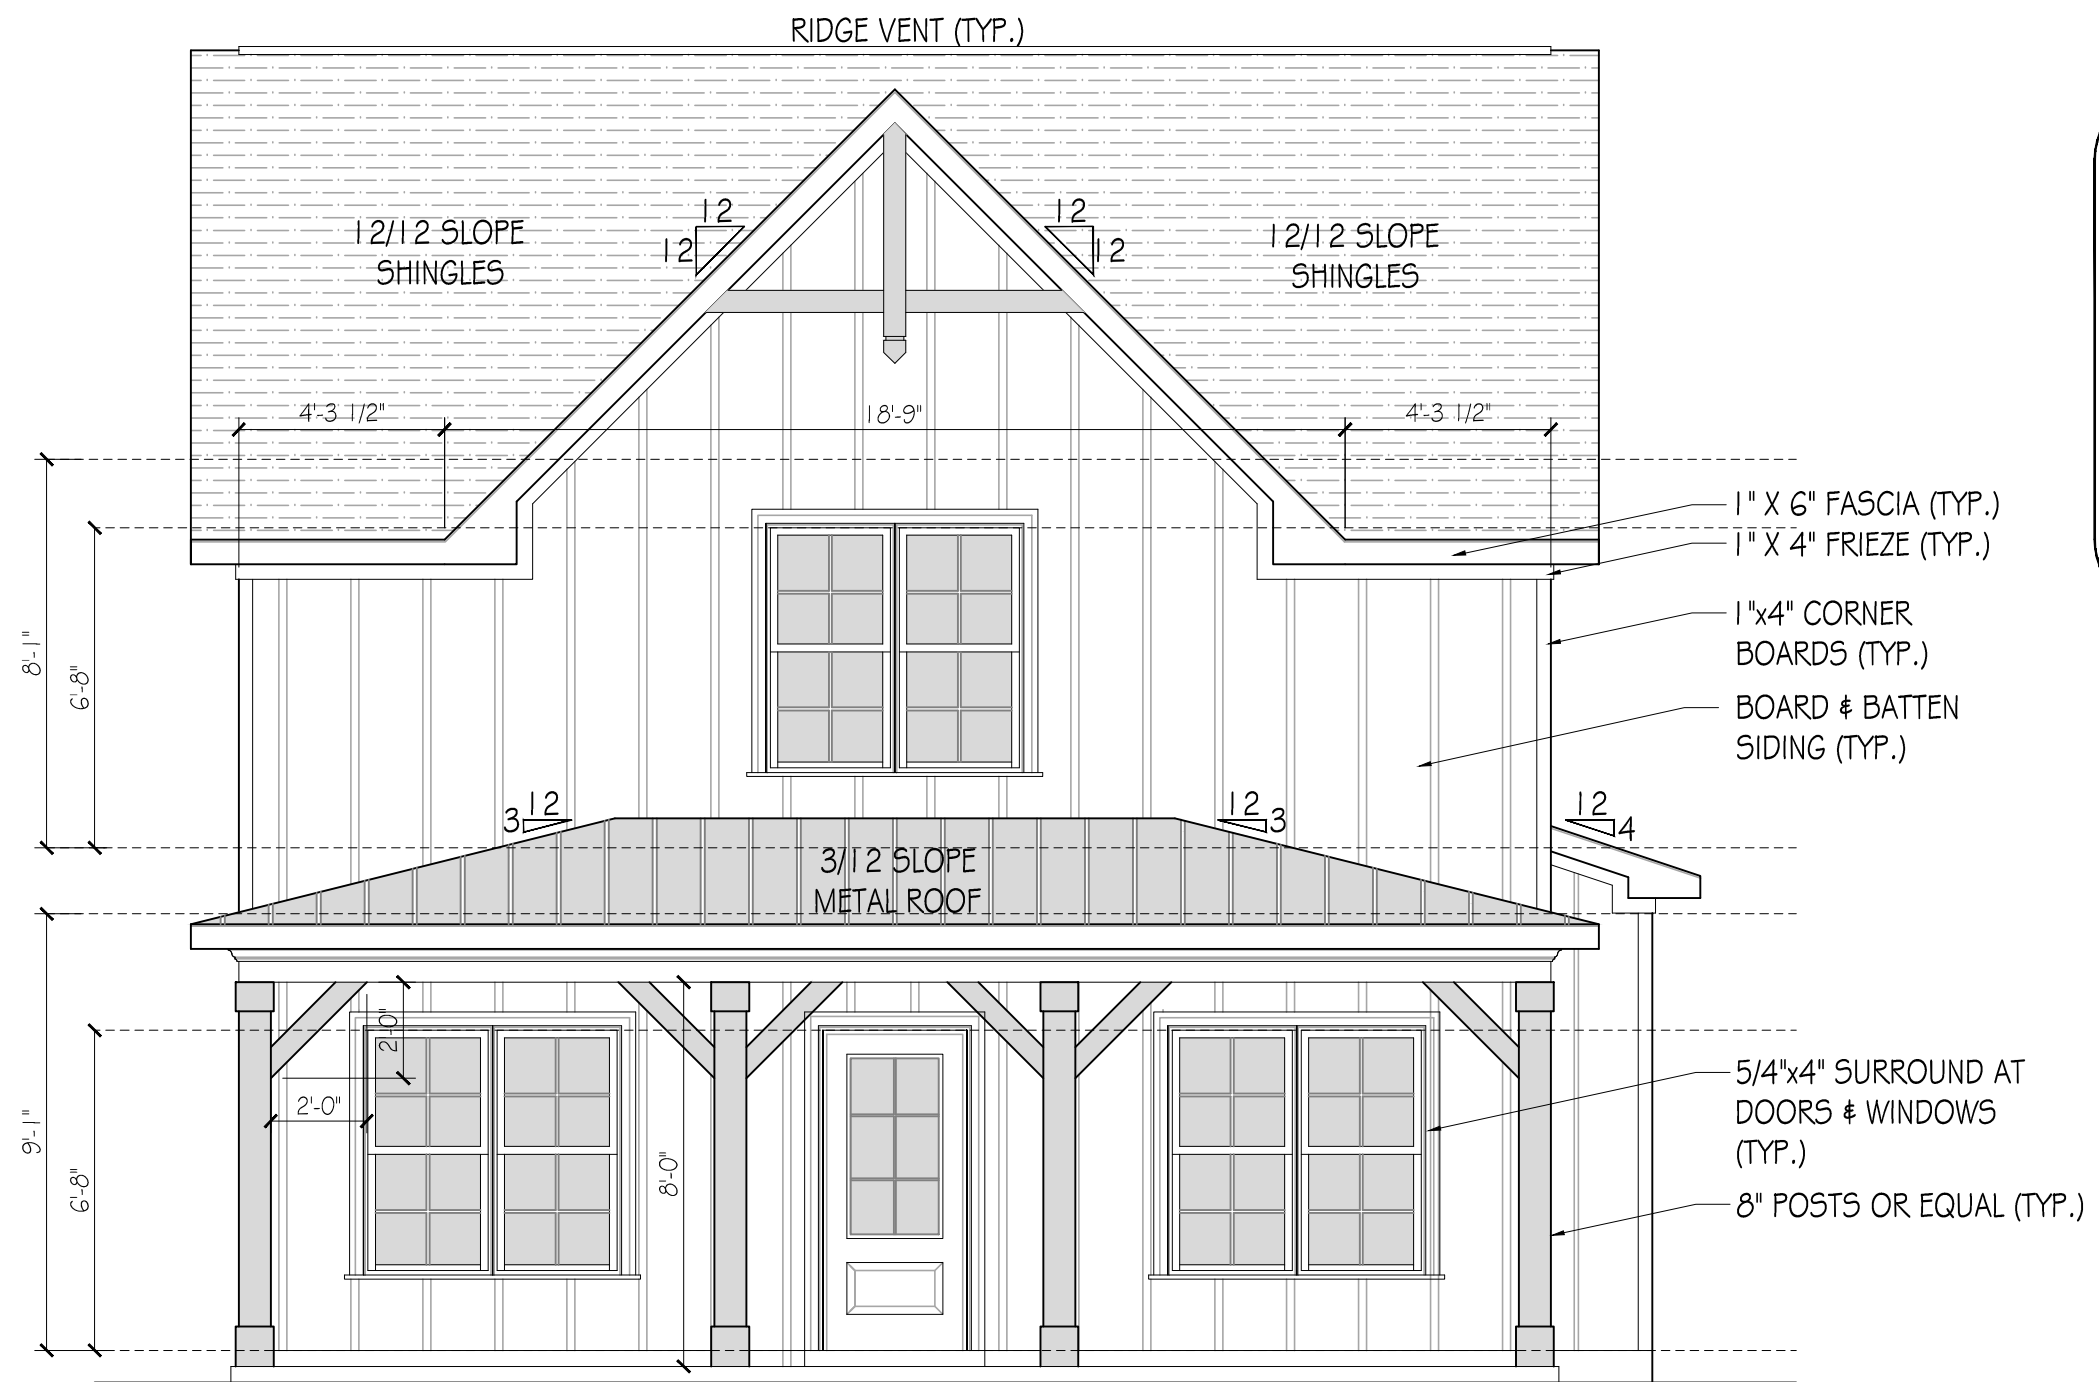 RIDGE VENT (TYP.)
12
12
12
12
12/12 SLOPE
SHINGLES
12/12 SLOPE
SHINGLES
4'-3 1/2"
18'-9"
4'-3 1/2"
1" X 6" FASCIA (TYP.)
1" X 4" FRIEZE (TYP.)
1"x4" CORNER
BOARDS (TYP.)
8'-1"
6'-8"
BOARD & BATTEN
SIDING (TYP.)
12
3
12
3
12
4
3/12 SLOPE
METAL ROOF
2'-0"
2'-0"
9'-1"
6'-8"
8'-0"
5/4"x4" SURROUND AT
DOORS & WINDOWS
(TYP.)
8" POSTS OR EQUAL (TYP.)